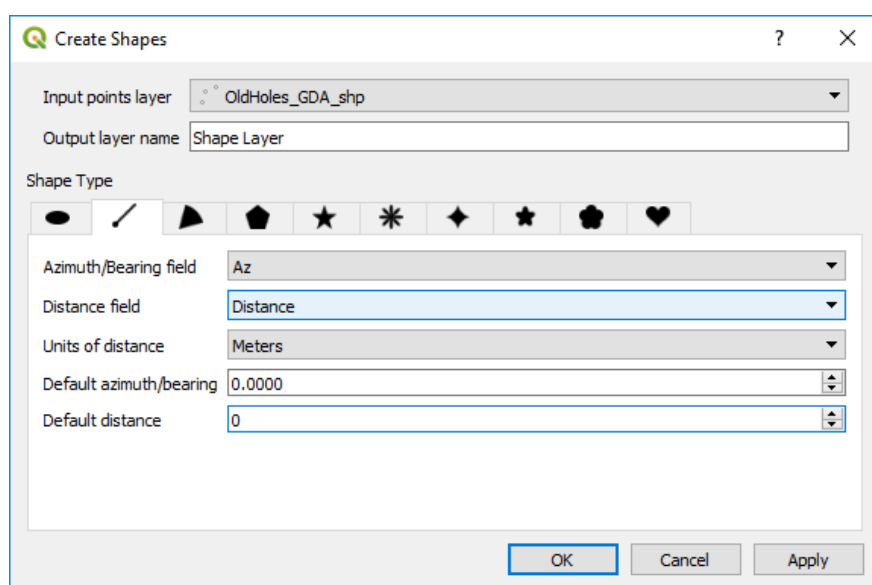 Create Shapes ?
Input points layer OldHoles_GDA_shp
Output layer name Shape Layer
Shape Type
Azimuth/Bearing field Az
Distance field Distance
Units of distance Meters
Default azimuth/bearing 0.0000
Default distance 0
OK Cancel Apply